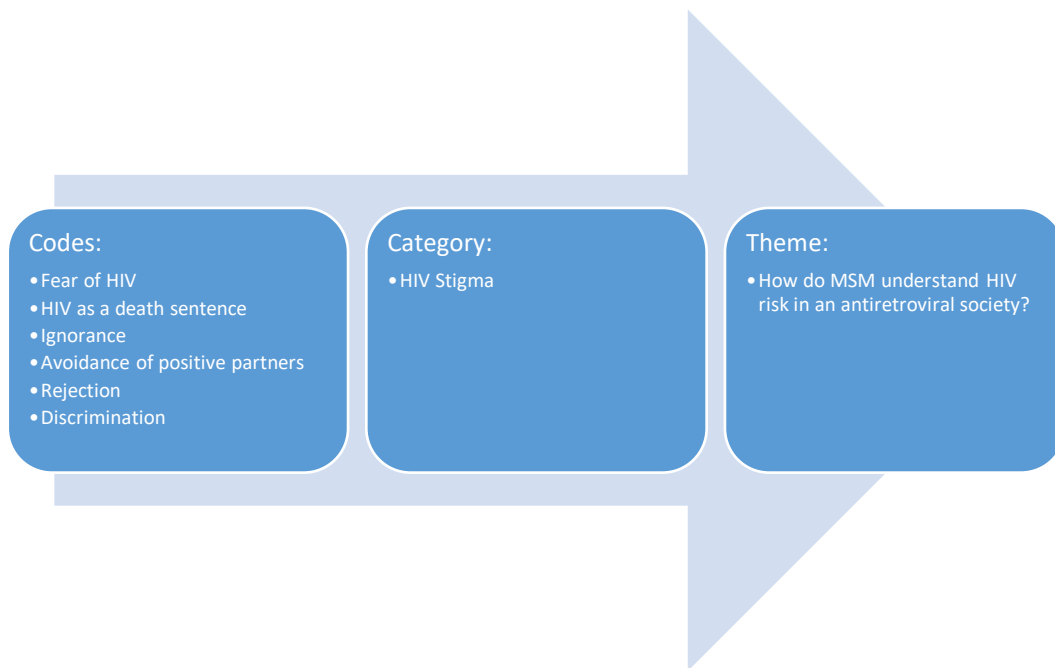 Codes:
•Fear of HIV
•HIV as a death sentence
•Ignorance
•Avoidance of positive partners
•Rejection
•Discrimination
Category:
•HIV Stigma
Theme:
•How do MSM understand HIV
risk in an antiretroviral society?